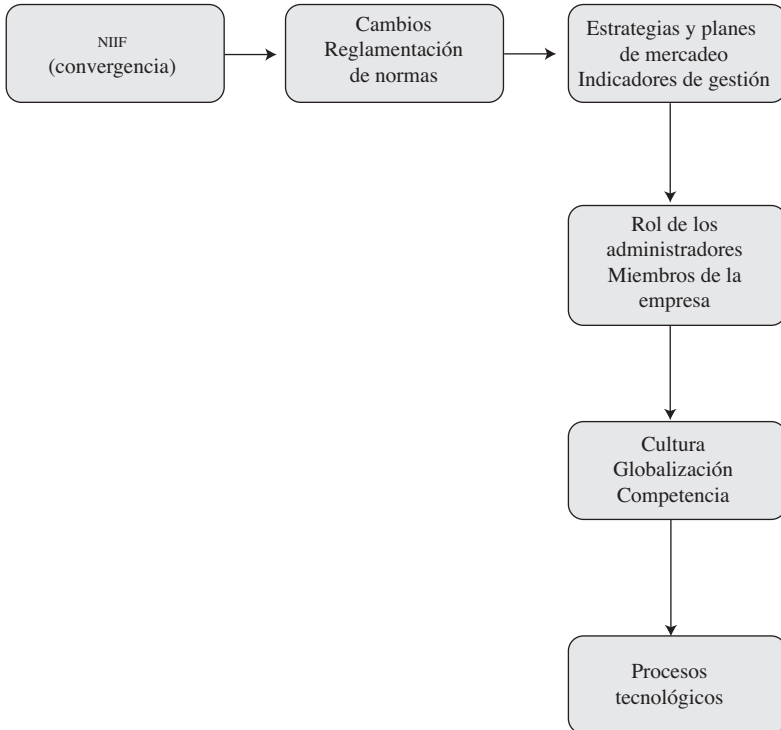 NIIF
(convergencia)
Cambios
Reglamentación
de normas
Estrategias y planes
de mercadeo
Indicadores de gestión
Rol de los
administradores
Miembros de la
empresa
Cultura
Globalización
Competencia
Procesos
tecnológicos